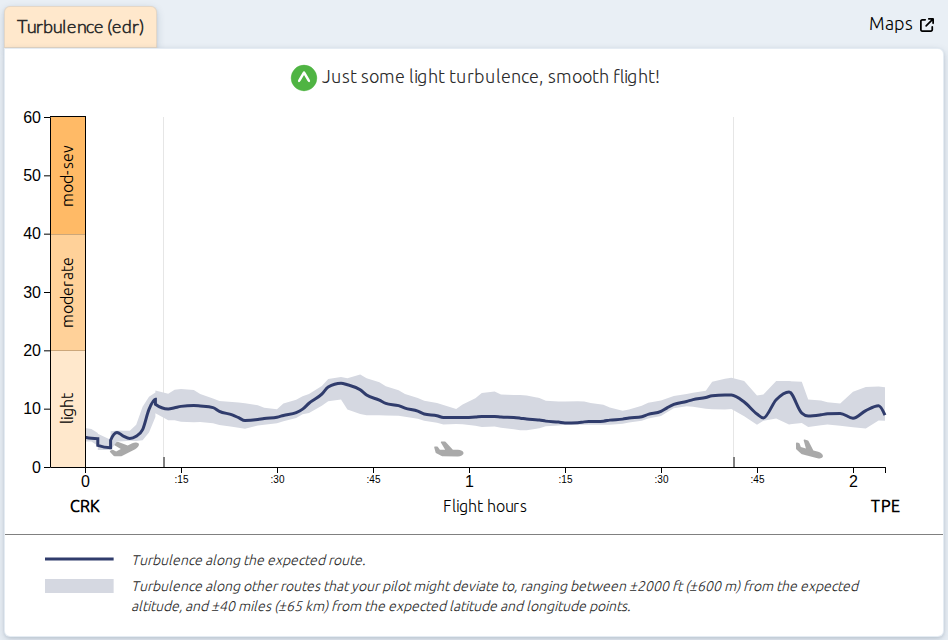 Turbulence (edr)
Maps
Just some light turbulence, smooth flight!
60
50
40
30
20
10
0
mod-sev
moderate
light
0
:15
:30
:45
1
:15
:30
:45
2
CRK
Flight hours
TPE
Turbulence along the expected route.
Turbulence along other routes that your pilot might deviate to, ranging between ±2000 ft (±600 m) from the expected
altitude, and ±40 miles (±65 km) from the expected latitude and longitude points.